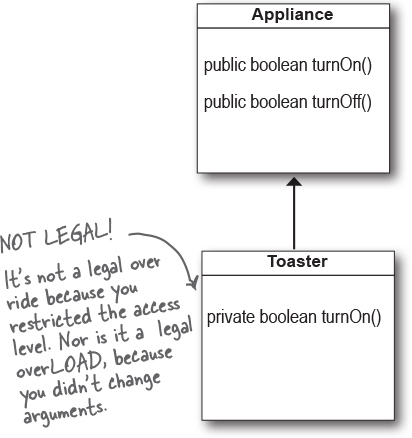 Appliance
public boolean turnOn()
public boolean turnOff()
NOT LEGAL!
It's not a legal over
ride because you
restricted the access
level. Nor is it a legal
overLOAD, because
you didn't change
arguments.
Toaster
private boolean turnOn()